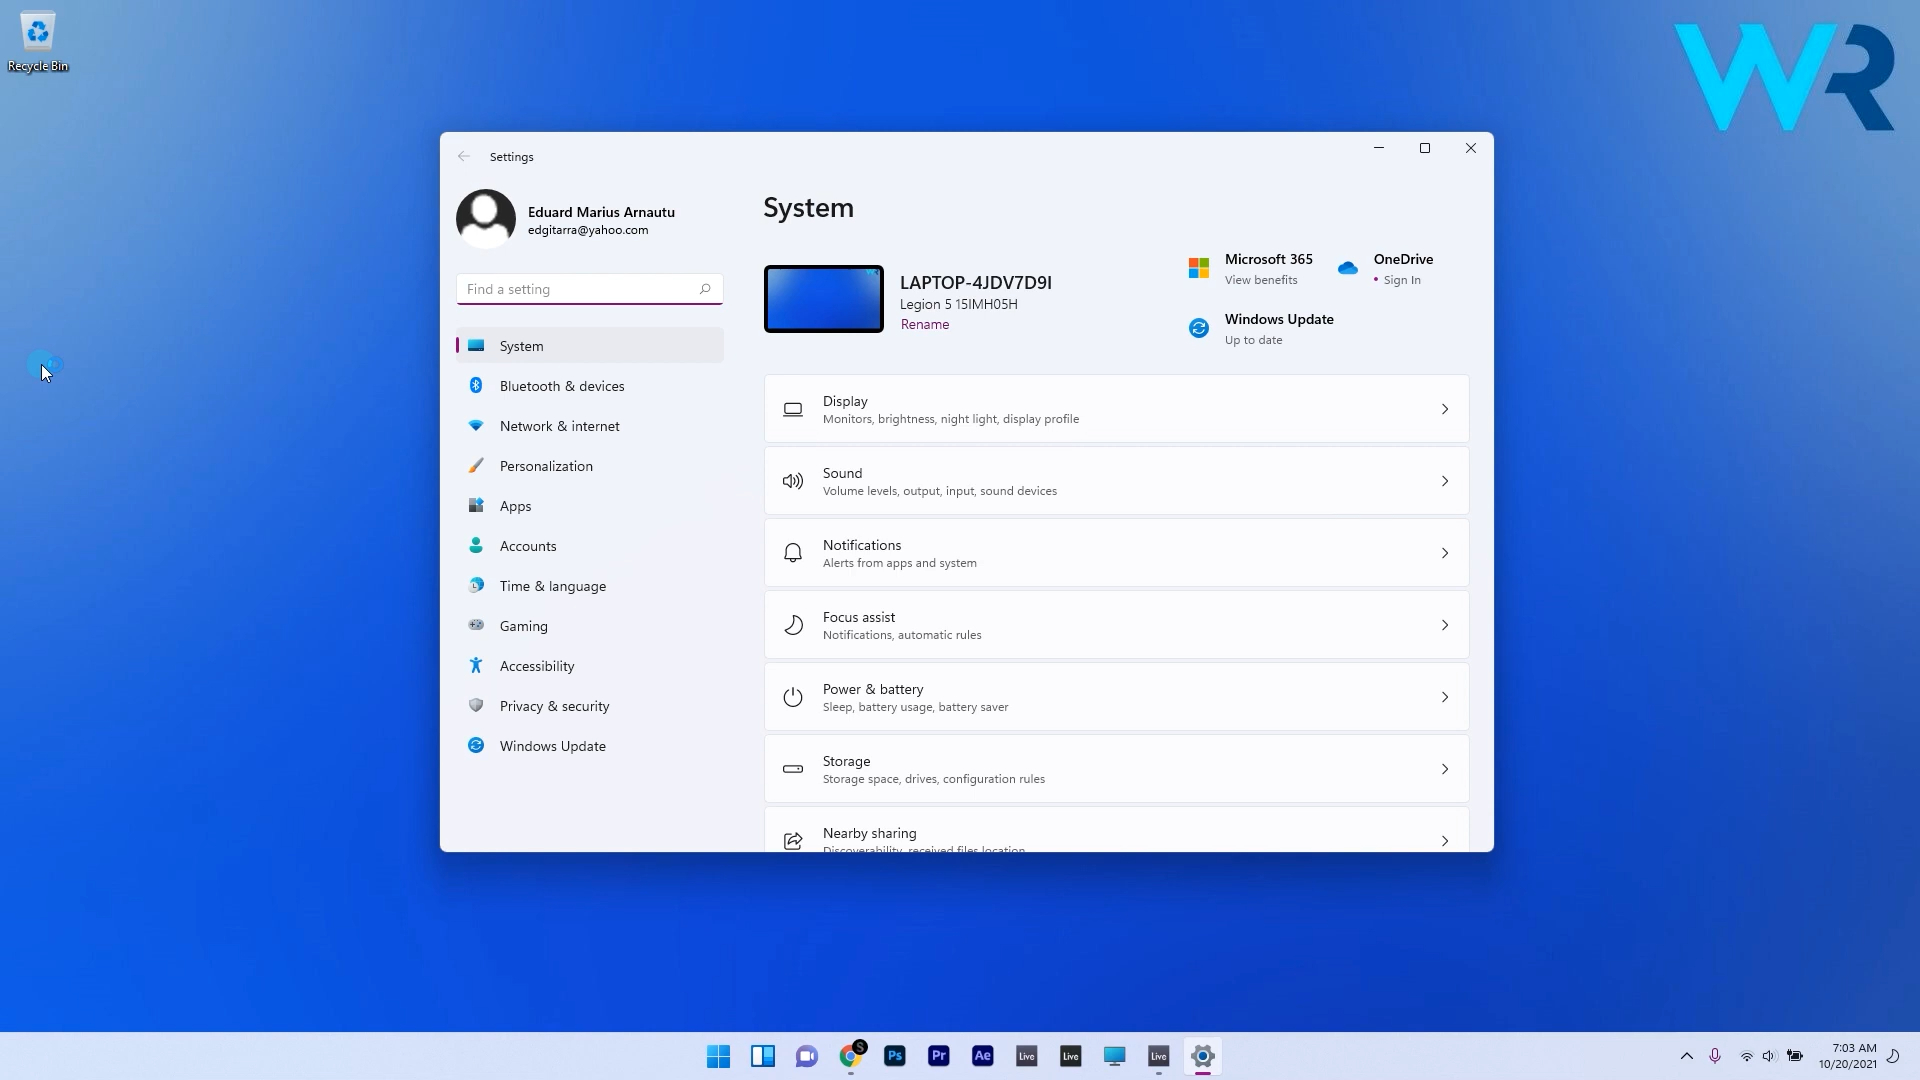 Recycle Bin
WR
Settings
Eduard Marius Arnautu
edgitarra@yahoo.com
Find a setting
System
Bluetooth & devices
Network & internet
Personalization
Apps
Accounts
Time & language
Gaming
Accessibility
Privacy & security
Windows Update
System
LAPTOP-4JDV7D9I
Legion 5 15IMH05H
Rename
Microsoft 365
View benefits
OneDrive
• Sign In
Windows Update
Up to date
Display
Monitors, brightness, night light, display profile
Sound
Volume levels, output, input, sound devices
Notifications
Alerts from apps and system
Focus assist
Notifications, automatic rules
Power & battery
Sleep, battery usage, battery saver
Storage
Storage space, drives, configuration rules
Nearby sharing
Discoverability, received files location
S
Ps
Pr
Ae
Live
Live
Live
7:03 AM
10/20/2021